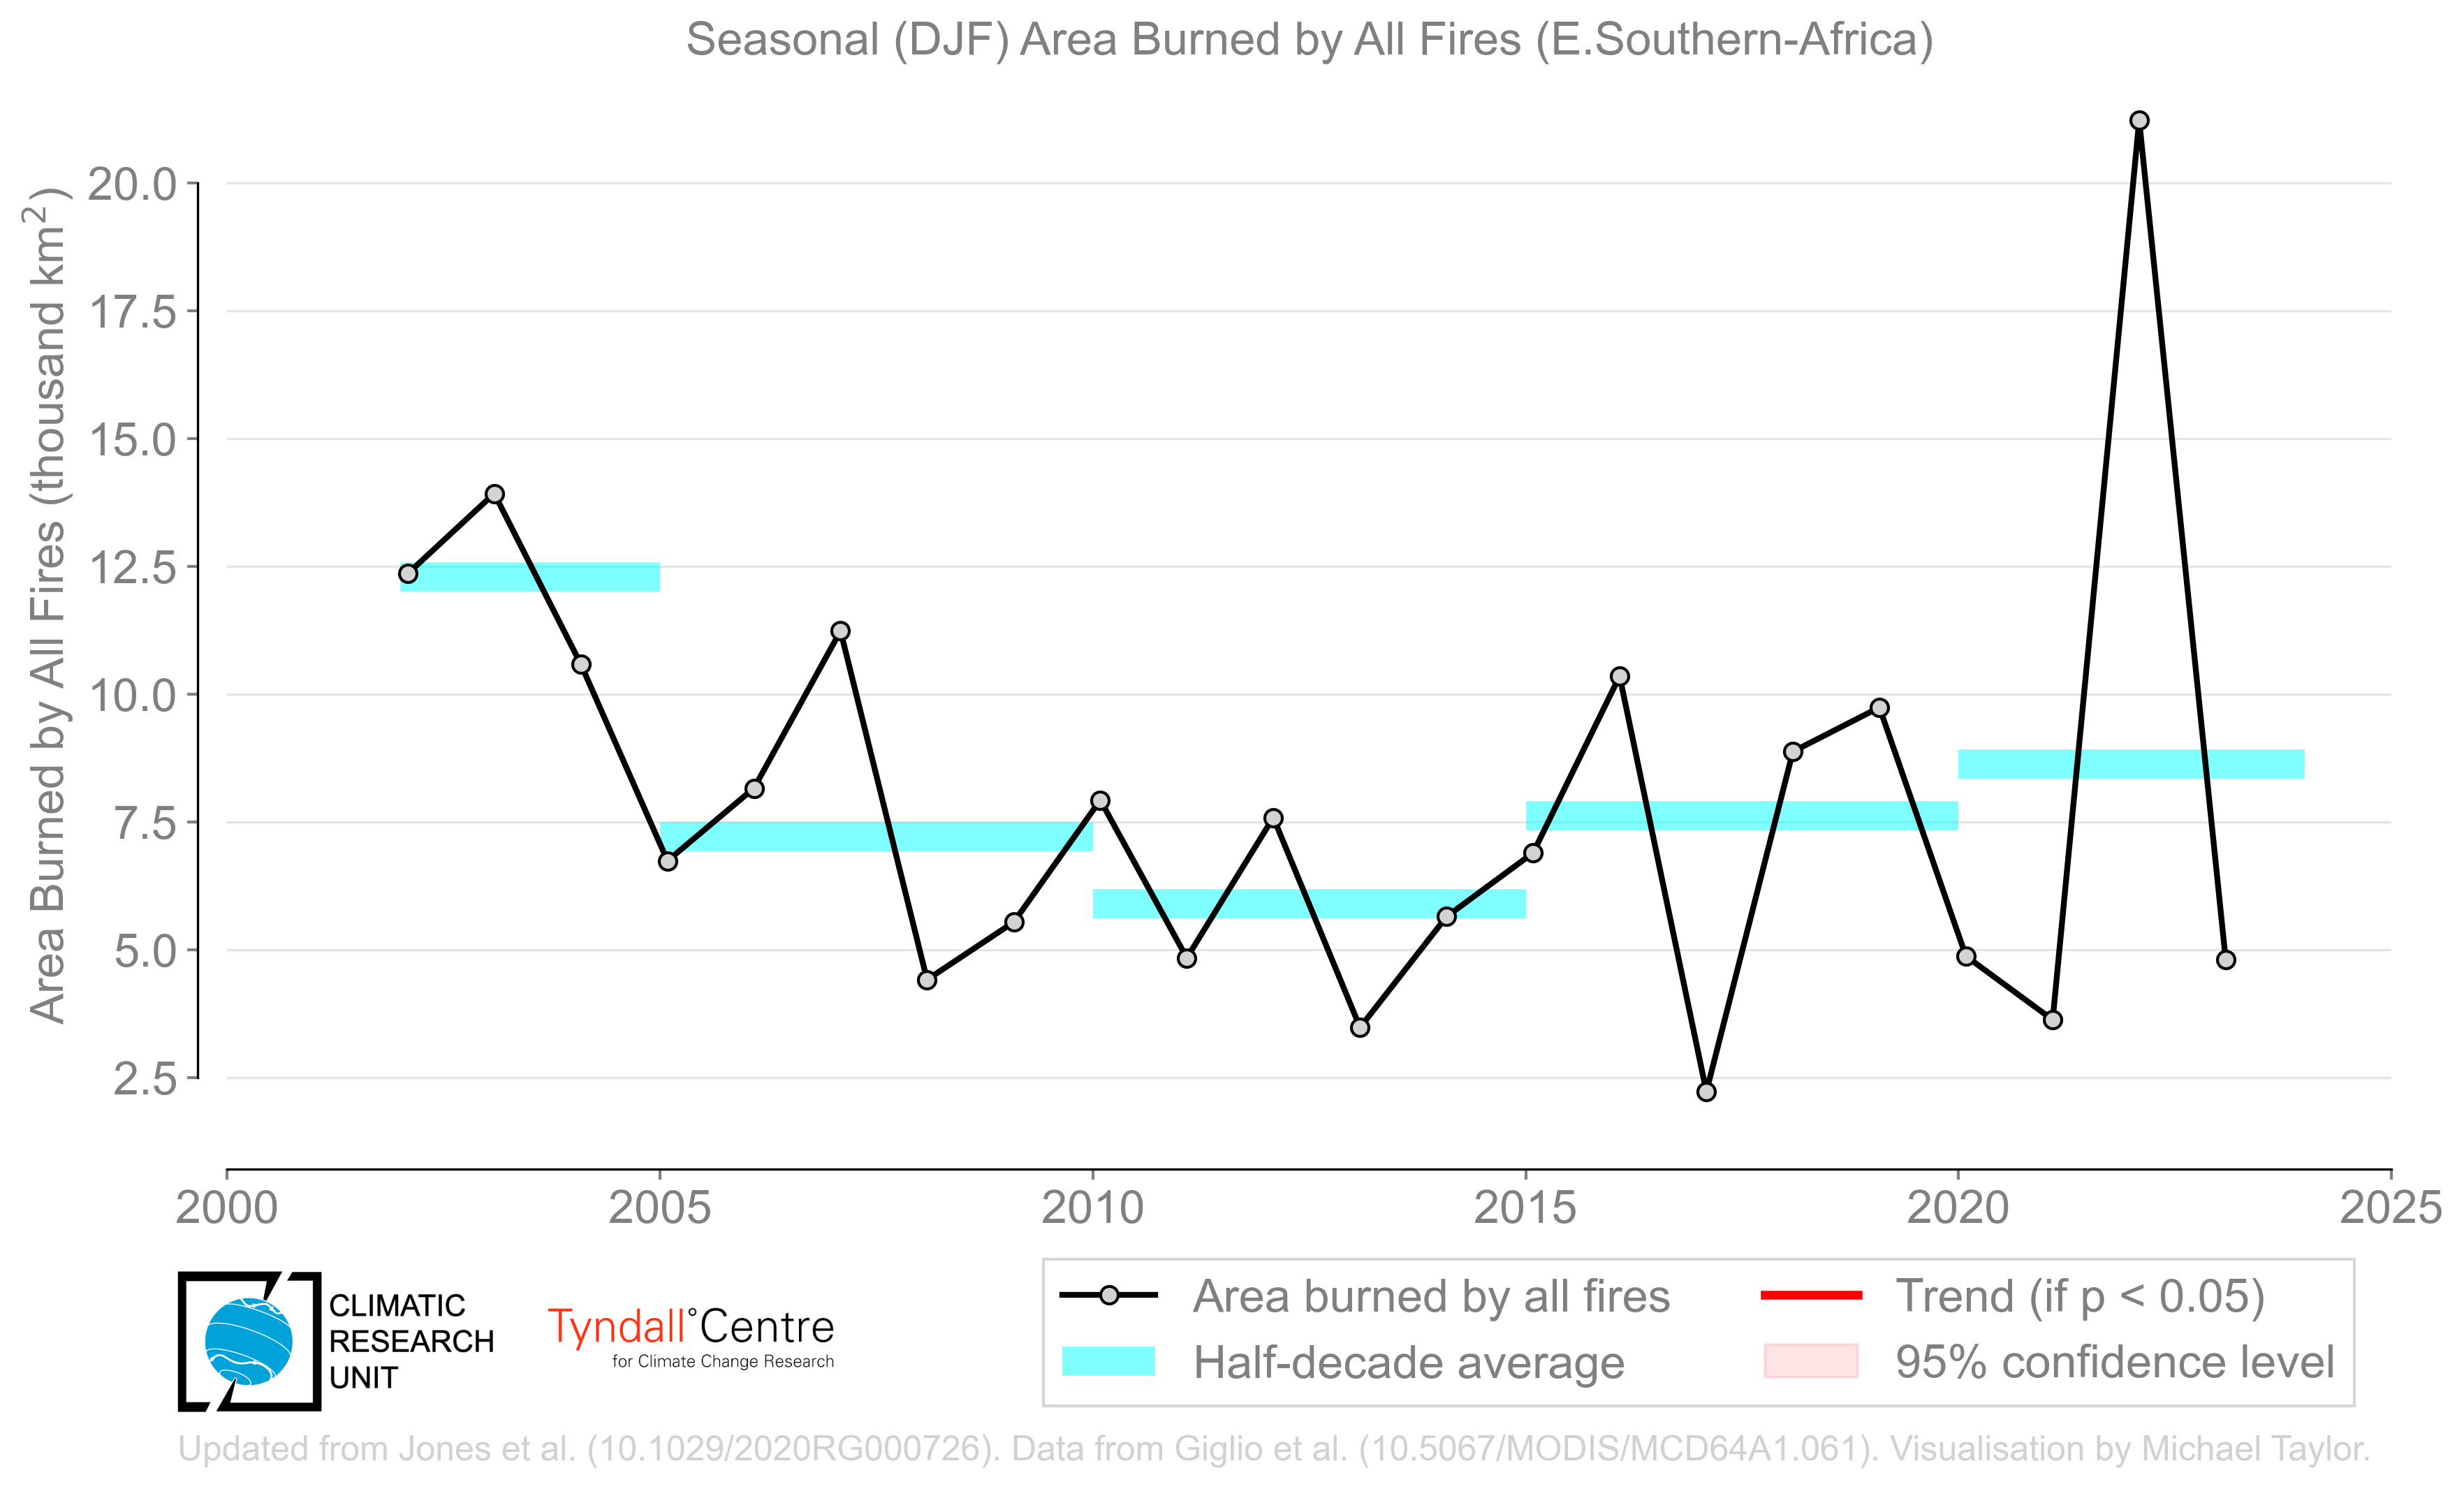 Seasonal (DJF) Area Burned by All Fires (E.Southern-Africa)
Area Burned by All Fires (thousand km²)
20.0
17.5
15.0
12.5
10.0
7.5
5.0
2.5
2000 2005 2010 2015 2020 2025
CLIMATIC
RESEARCH
UNIT
Tyndall°Centre
for Climate Change Research
Area burned by all fires
Half-decade average
Trend (if p < 0.05)
95% confidence level
Updated from Jones et al. (10.1029/2020RG000726). Data from Giglio et al. (10.5067/MODIS/MCD64A1.061). Visualisation by Michael Taylor.